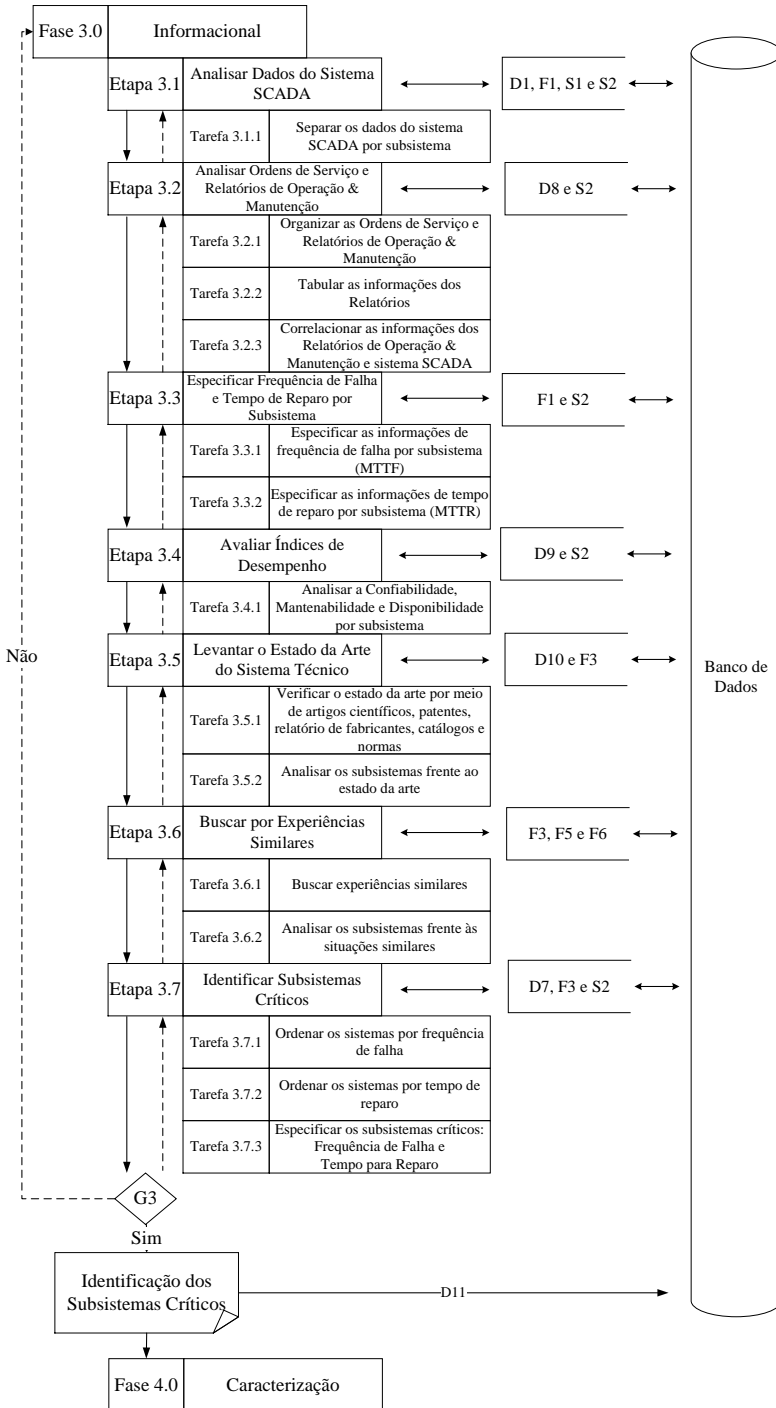 Fase 3.0
Informacional
Etapa 3.1
Analisar Dados do Sistema
SCADA
D1, F1, S1 e S2
Tarefa 3.1.1
Separar os dados do sistema
SCADA por subsistema
Etapa 3.2
Analisar Ordens de Serviço e
Relatórios de Operação &
Manutenção
D8 e S2
Tarefa 3.2.1
Organizar as Ordens de Serviço e
Relatórios de Operação &
Manutenção
Tarefa 3.2.2
Tabular as informações dos
Relatórios
Tarefa 3.2.3
Correlacionar as informações dos
Relatórios de Operação &
Manutenção e sistema SCADA
Etapa 3.3
Especificar Frequência de Falha
e Tempo de Reparo por
Subsistema
F1 e S2
Tarefa 3.3.1
Especificar as informações de
frequência de falha por subsistema
(MTTF)
Tarefa 3.3.2
Especificar as informações de tempo
de reparo por subsistema (MTTR)
Etapa 3.4
Avaliar Índices de
Desempenho
D9 e S2
Tarefa 3.4.1
Analisar a Confiabilidade,
Mantenabilidade e Disponibilidade
por subsistema
Etapa 3.5
Levantar o Estado da Arte
do Sistema Técnico
D10 e F3
Não
Banco de
Dados
Tarefa 3.5.1
Verificar o estado da arte por meio
de artigos científicos, patentes,
relatório de fabricantes, catálogos e
normas
Tarefa 3.5.2
Analisar os subsistemas frente ao
estado da arte
Etapa 3.6
Buscar por Experiências
Similares
F3, F5 e F6
Tarefa 3.6.1
Buscar experiências similares
Tarefa 3.6.2
Analisar os subsistemas frente às
situações similares
Etapa 3.7
Identificar Subsistemas
Críticos
D7, F3 e S2
Tarefa 3.7.1
Ordenar os sistemas por frequência
de falha
Tarefa 3.7.2
Ordenar os sistemas por tempo de
reparo
Tarefa 3.7.3
Especificar os subsistemas críticos:
Frequência de Falha e
Tempo para Reparo
G3
Sim
Identificação dos
Subsistemas Críticos
D11
Fase 4.0
Caracterização